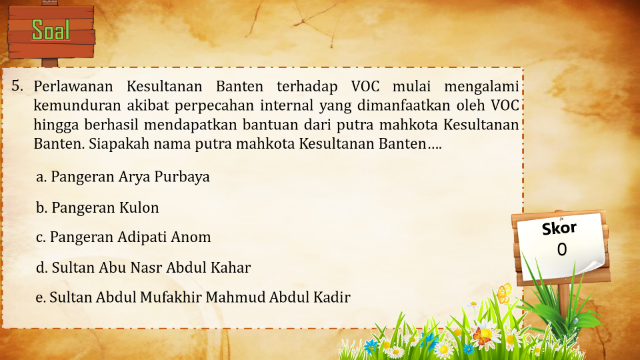 Soal
5. Perlawanan Kesultanan Banten terhadap VOC mulai mengalami
kemunduran akibat perpecahan internal yang dimanfaatkan oleh VOC
hingga berhasil mendapatkan bantuan dari putra mahkota Kesultanan
Banten. Siapakah nama putra mahkota Kesultanan Banten….
a. Pangeran Arya Purbaya
b. Pangeran Kulon
c. Pangeran Adipati Anom
d. Sultan Abu Nasr Abdul Kahar
e. Sultan Abdul Mufakhir Mahmud Abdul Kadir
Skor
0